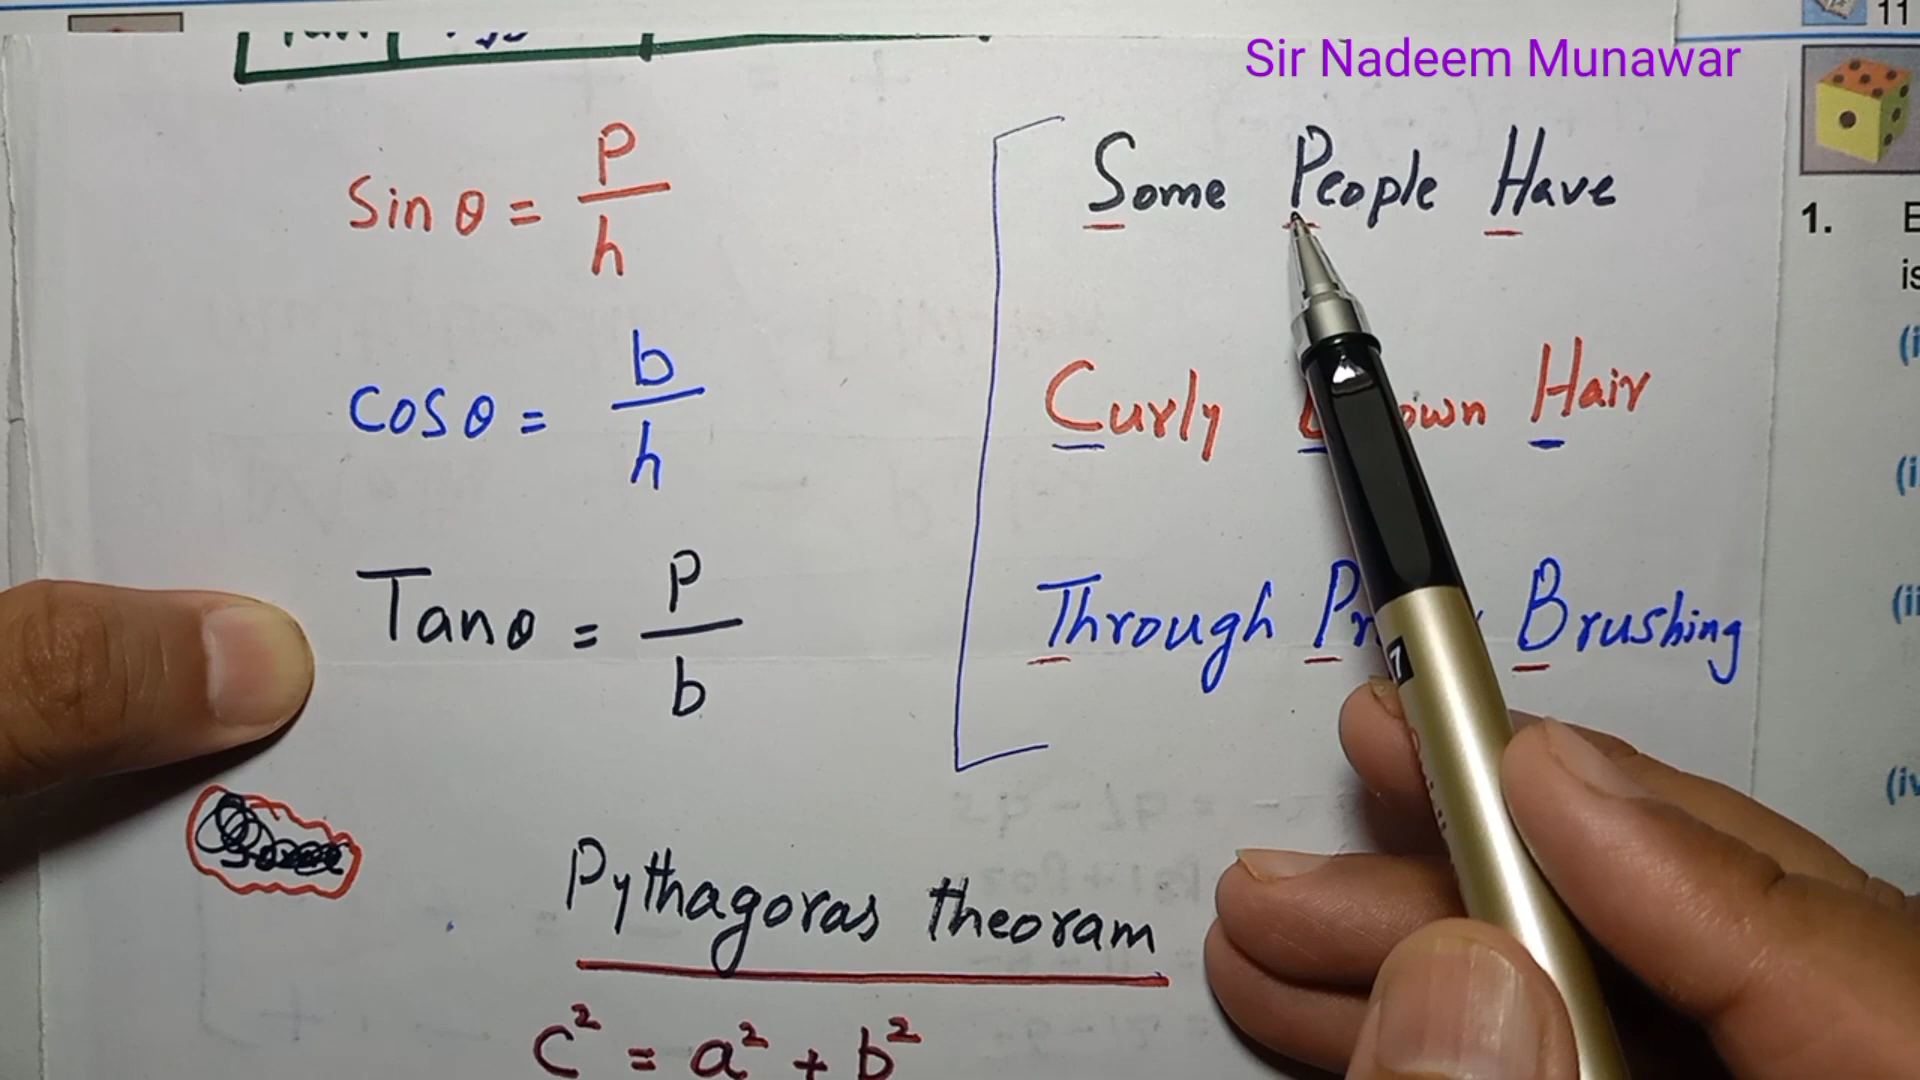 Sir Nadeem Munawar
11
Sin θ = P/h
Some People Have
1.
Cos θ = b/h
Curly Hair
Tan θ = P/b
Through Brushing
Pythagoras theoram
c² = a² + b²